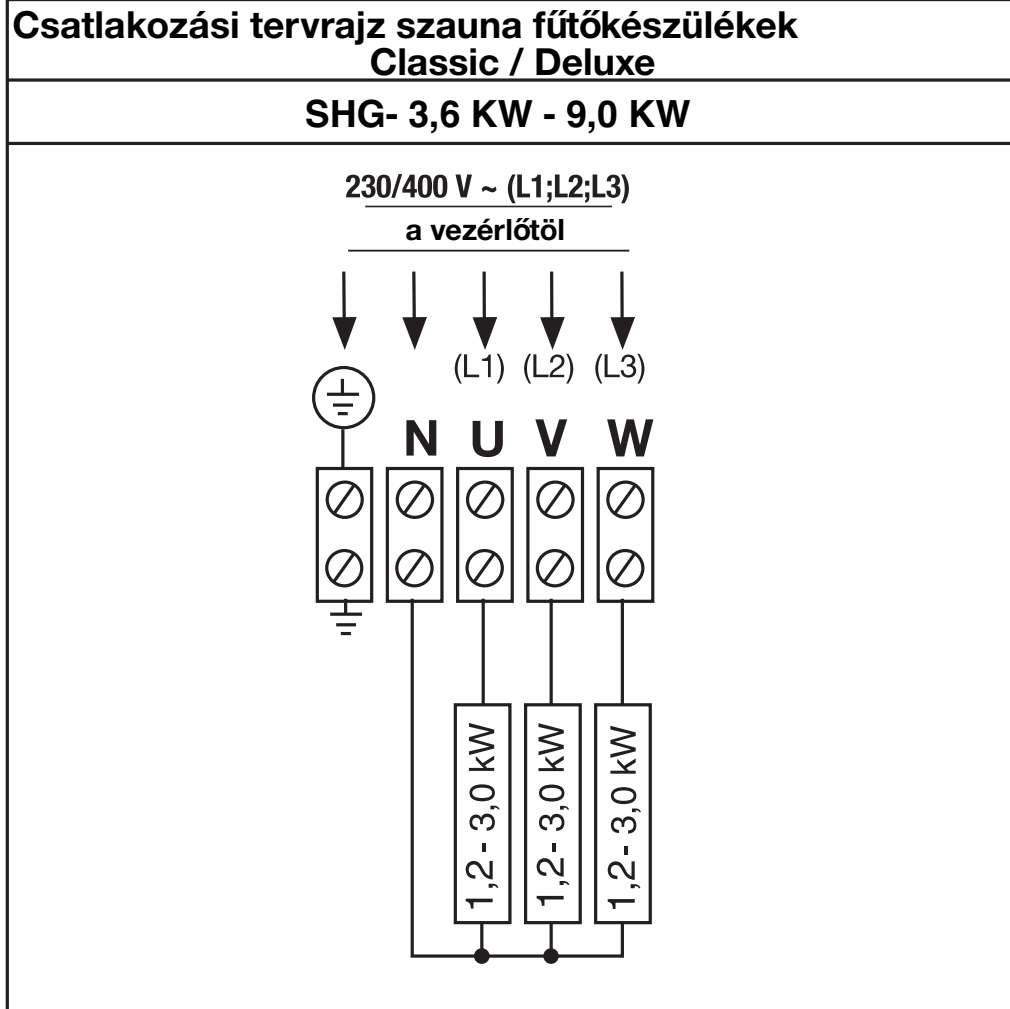 Csatlakozási tervrajz szauna fűtőkészülékek
Classic / Deluxe
SHG- 3,6 KW - 9,0 KW
230/400 V ~ (L1;L2;L3)
a vezérlőtöl
(L1) (L2) (L3)
N U V W
1,2- 3,0 kW
1,2- 3,0 kW
1,2- 3,0 kW